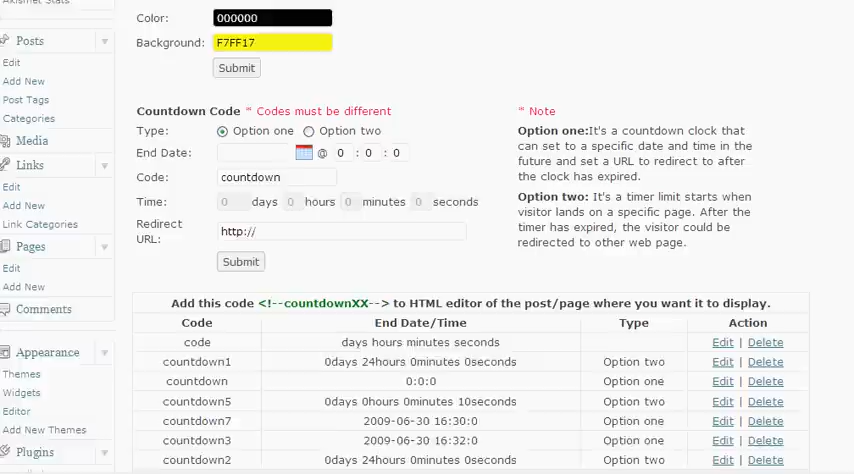 Akismet Stats
Color: 000000
Background: F7FF17
Submit
Posts
Edit
Add New
Post Tags
Categories
Media
Links
Edit
Add New
Link Categories
Pages
Edit
Add New
Comments
Appearance
Themes
Widgets
Editor
Add New Themes
Plugins
Countdown Code * Codes must be different
Type: Option one Option two
End Date: @ 0 : 0 : 0
Code: countdown
Time: 0 days 0 hours 0 minutes 0 seconds
Redirect
URL: http://
Submit
* Note
Option one:It's a countdown clock that
can set to a specific date and time in the
future and set a URL to redirect to after
the clock has expired.
Option two: It's a timer limit starts when
visitor lands on a specific page. After the
timer has expired, the visitor could be
redirected to other web page.
Add this code <!--countdownXX--> to HTML editor of the post/page where you want it to display.
Code End Date/Time Type Action
code days hours minutes seconds Edit | Delete
countdown1 0days 24hours 0minutes 0seconds Option two Edit | Delete
countdown 0:0:0 Option one Edit | Delete
countdown5 0days 0hours 0minutes 10seconds Option two Edit | Delete
countdown7 2009-06-30 16:30:0 Option one Edit | Delete
countdown3 2009-06-30 16:32:0 Option one Edit | Delete
countdown2 0days 24hours 0minutes 0seconds Option two Edit | Delete